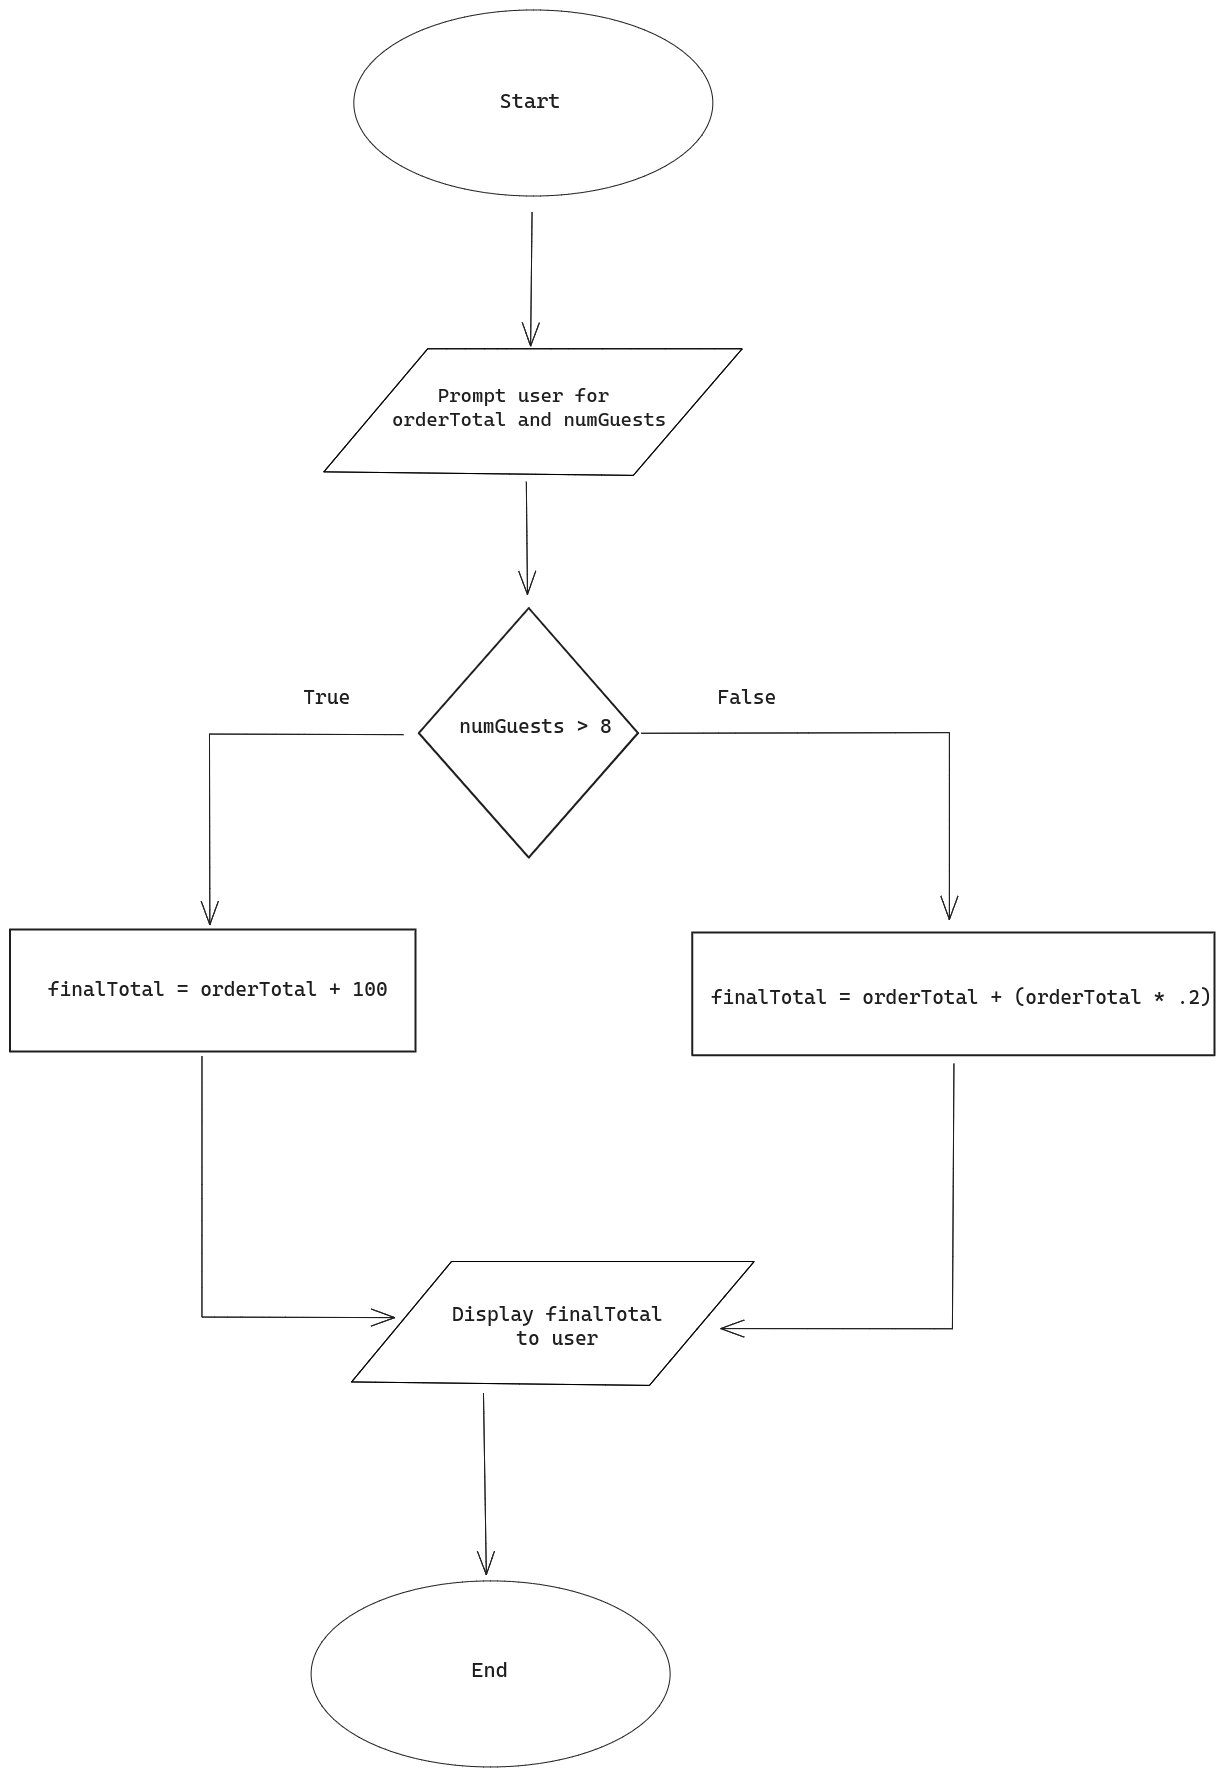 Start
Prompt user for
orderTotal and numGuests
True
False
numGuests > 8
finalTotal = orderTotal + 100
finalTotal = orderTotal + (orderTotal * .2)
Display finalTotal
to user
End